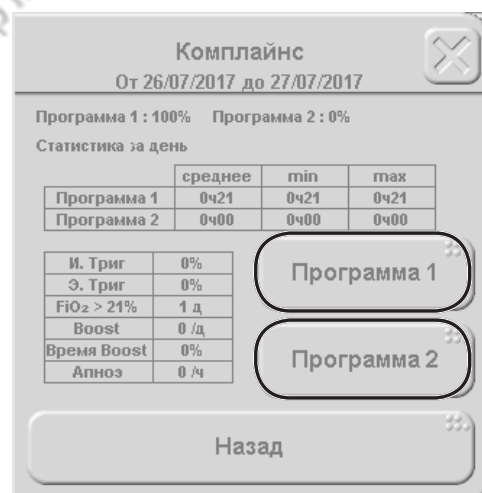 Комплайнс
От 26/07/2017 до 27/07/2017
Программа 1 : 100% Программа 2 : 0%
Статистика за день
среднее min max
Программа 1 0ч21 0ч21 0ч21
Программа 2 0ч00 0ч00 0ч00
И. Триг 0%
Э. Триг 0%
FiO₂ > 21% 1 д
Boost 0 /д
Время Boost 0%
Апноэ 0 /ч
Программа 1
Программа 2
Назад